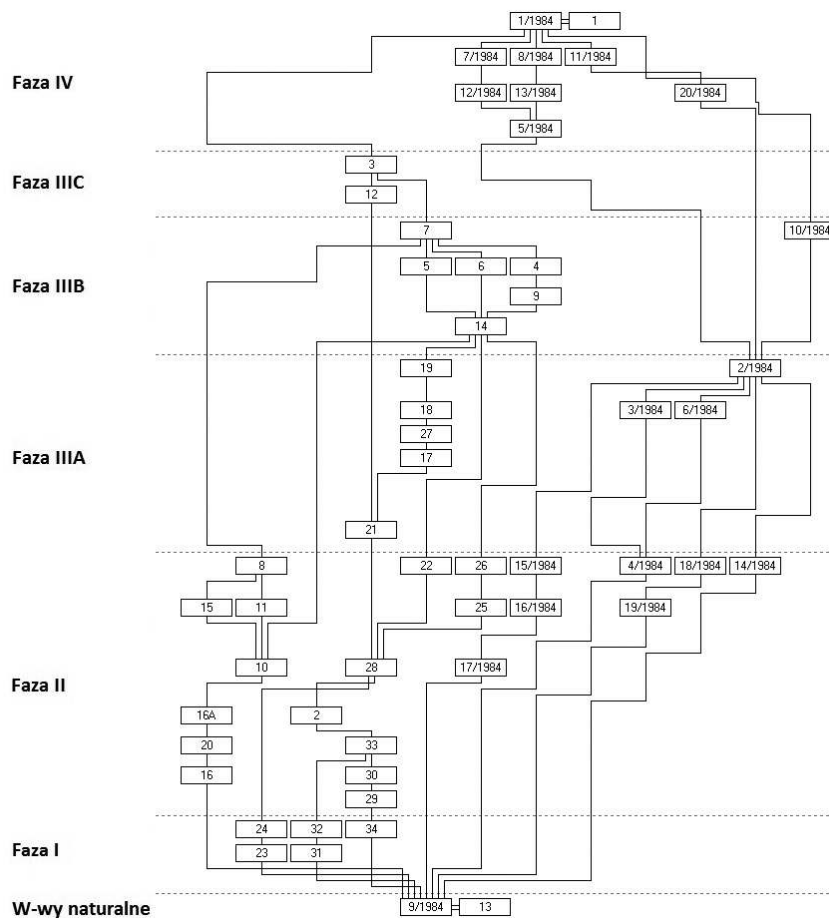 1/1984 1
Faza IV 7/1984 8/1984 11/1984
12/1984 13/1984 20/1984
5/1984
Faza IIIC 3
12
7 10/1984
Faza IIIB 5 6 4
9
14
19 2/1984
18 3/1984 6/1984
27
Faza IIIA 17
21
8 22 26 15/1984 4/1984 18/1984 14/1984
15 11 25 16/1984 19/1984
10 28 17/1984
Faza II
16A 2
20 33
16 30
29
24 32 34
Faza I 23 31
W-wy naturalne 9/1984 13